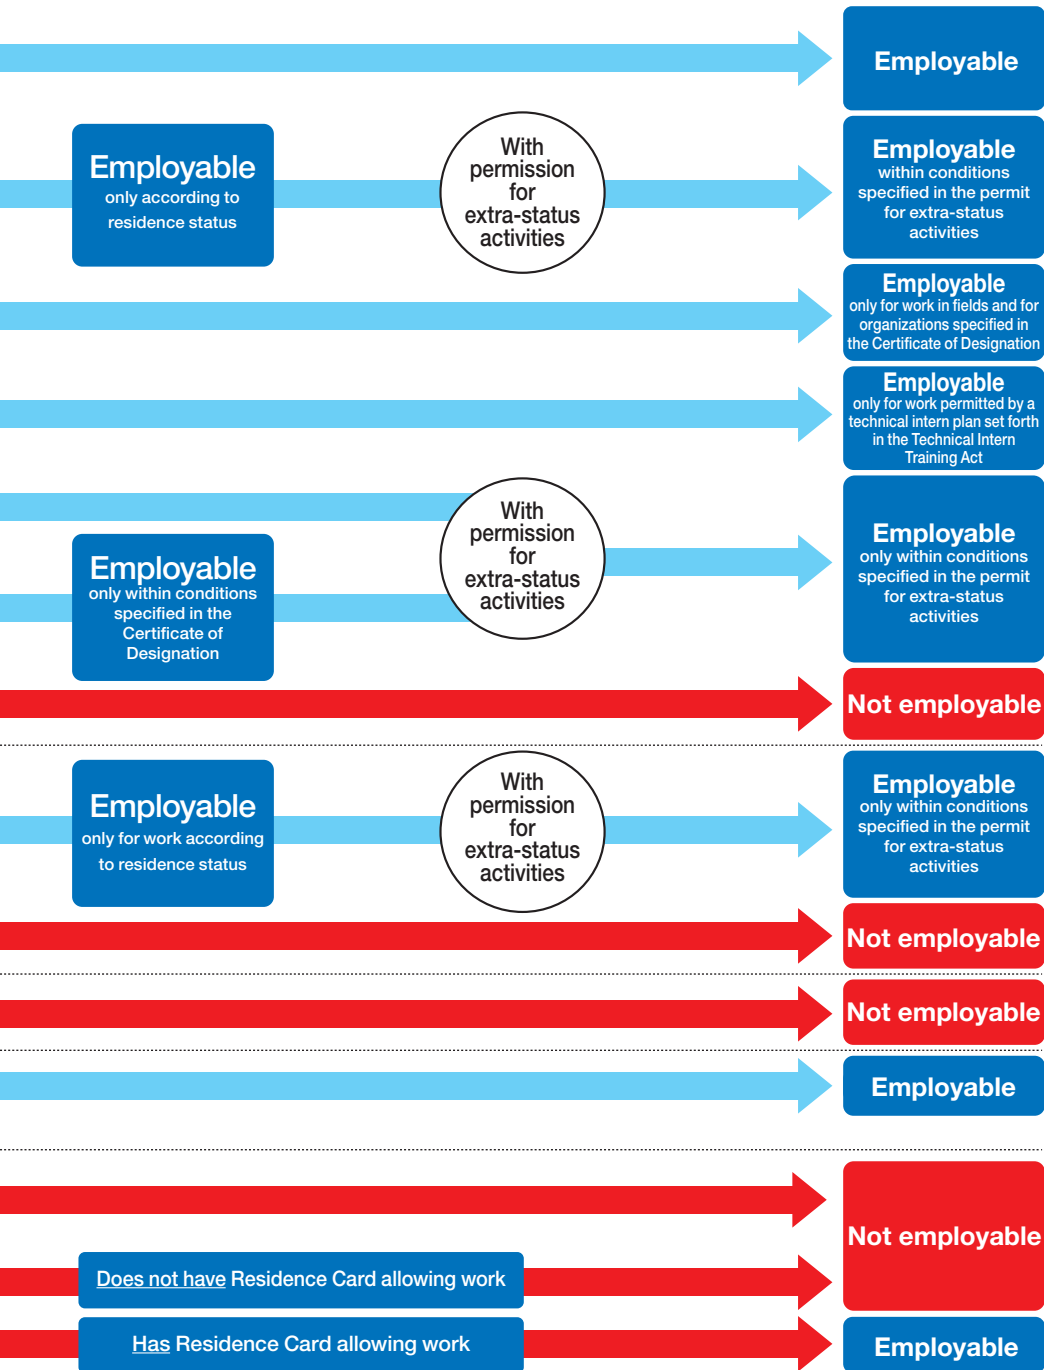 Employable
Employable
only according to
residence status
With
permission
for
extra-status
activities
Employable
within conditions
specified in the permit
for extra-status
activities
Employable
only for work in fields and for
organizations specified in
the Certificate of Designation
Employable
only for work permitted by a
technical intern plan set forth
in the Technical Intern
Training Act
Employable
only within conditions
specified in the
Certificate of
Designation
With
permission
for
extra-status
activities
Employable
only within conditions
specified in the permit
for extra-status
activities
Not employable
Employable
only for work according
to residence status
With
permission
for
extra-status
activities
Employable
only within conditions
specified in the permit
for extra-status
activities
Not employable
Not employable
Employable
Not employable
Does not have Residence Card allowing work
Has Residence Card allowing work
Employable